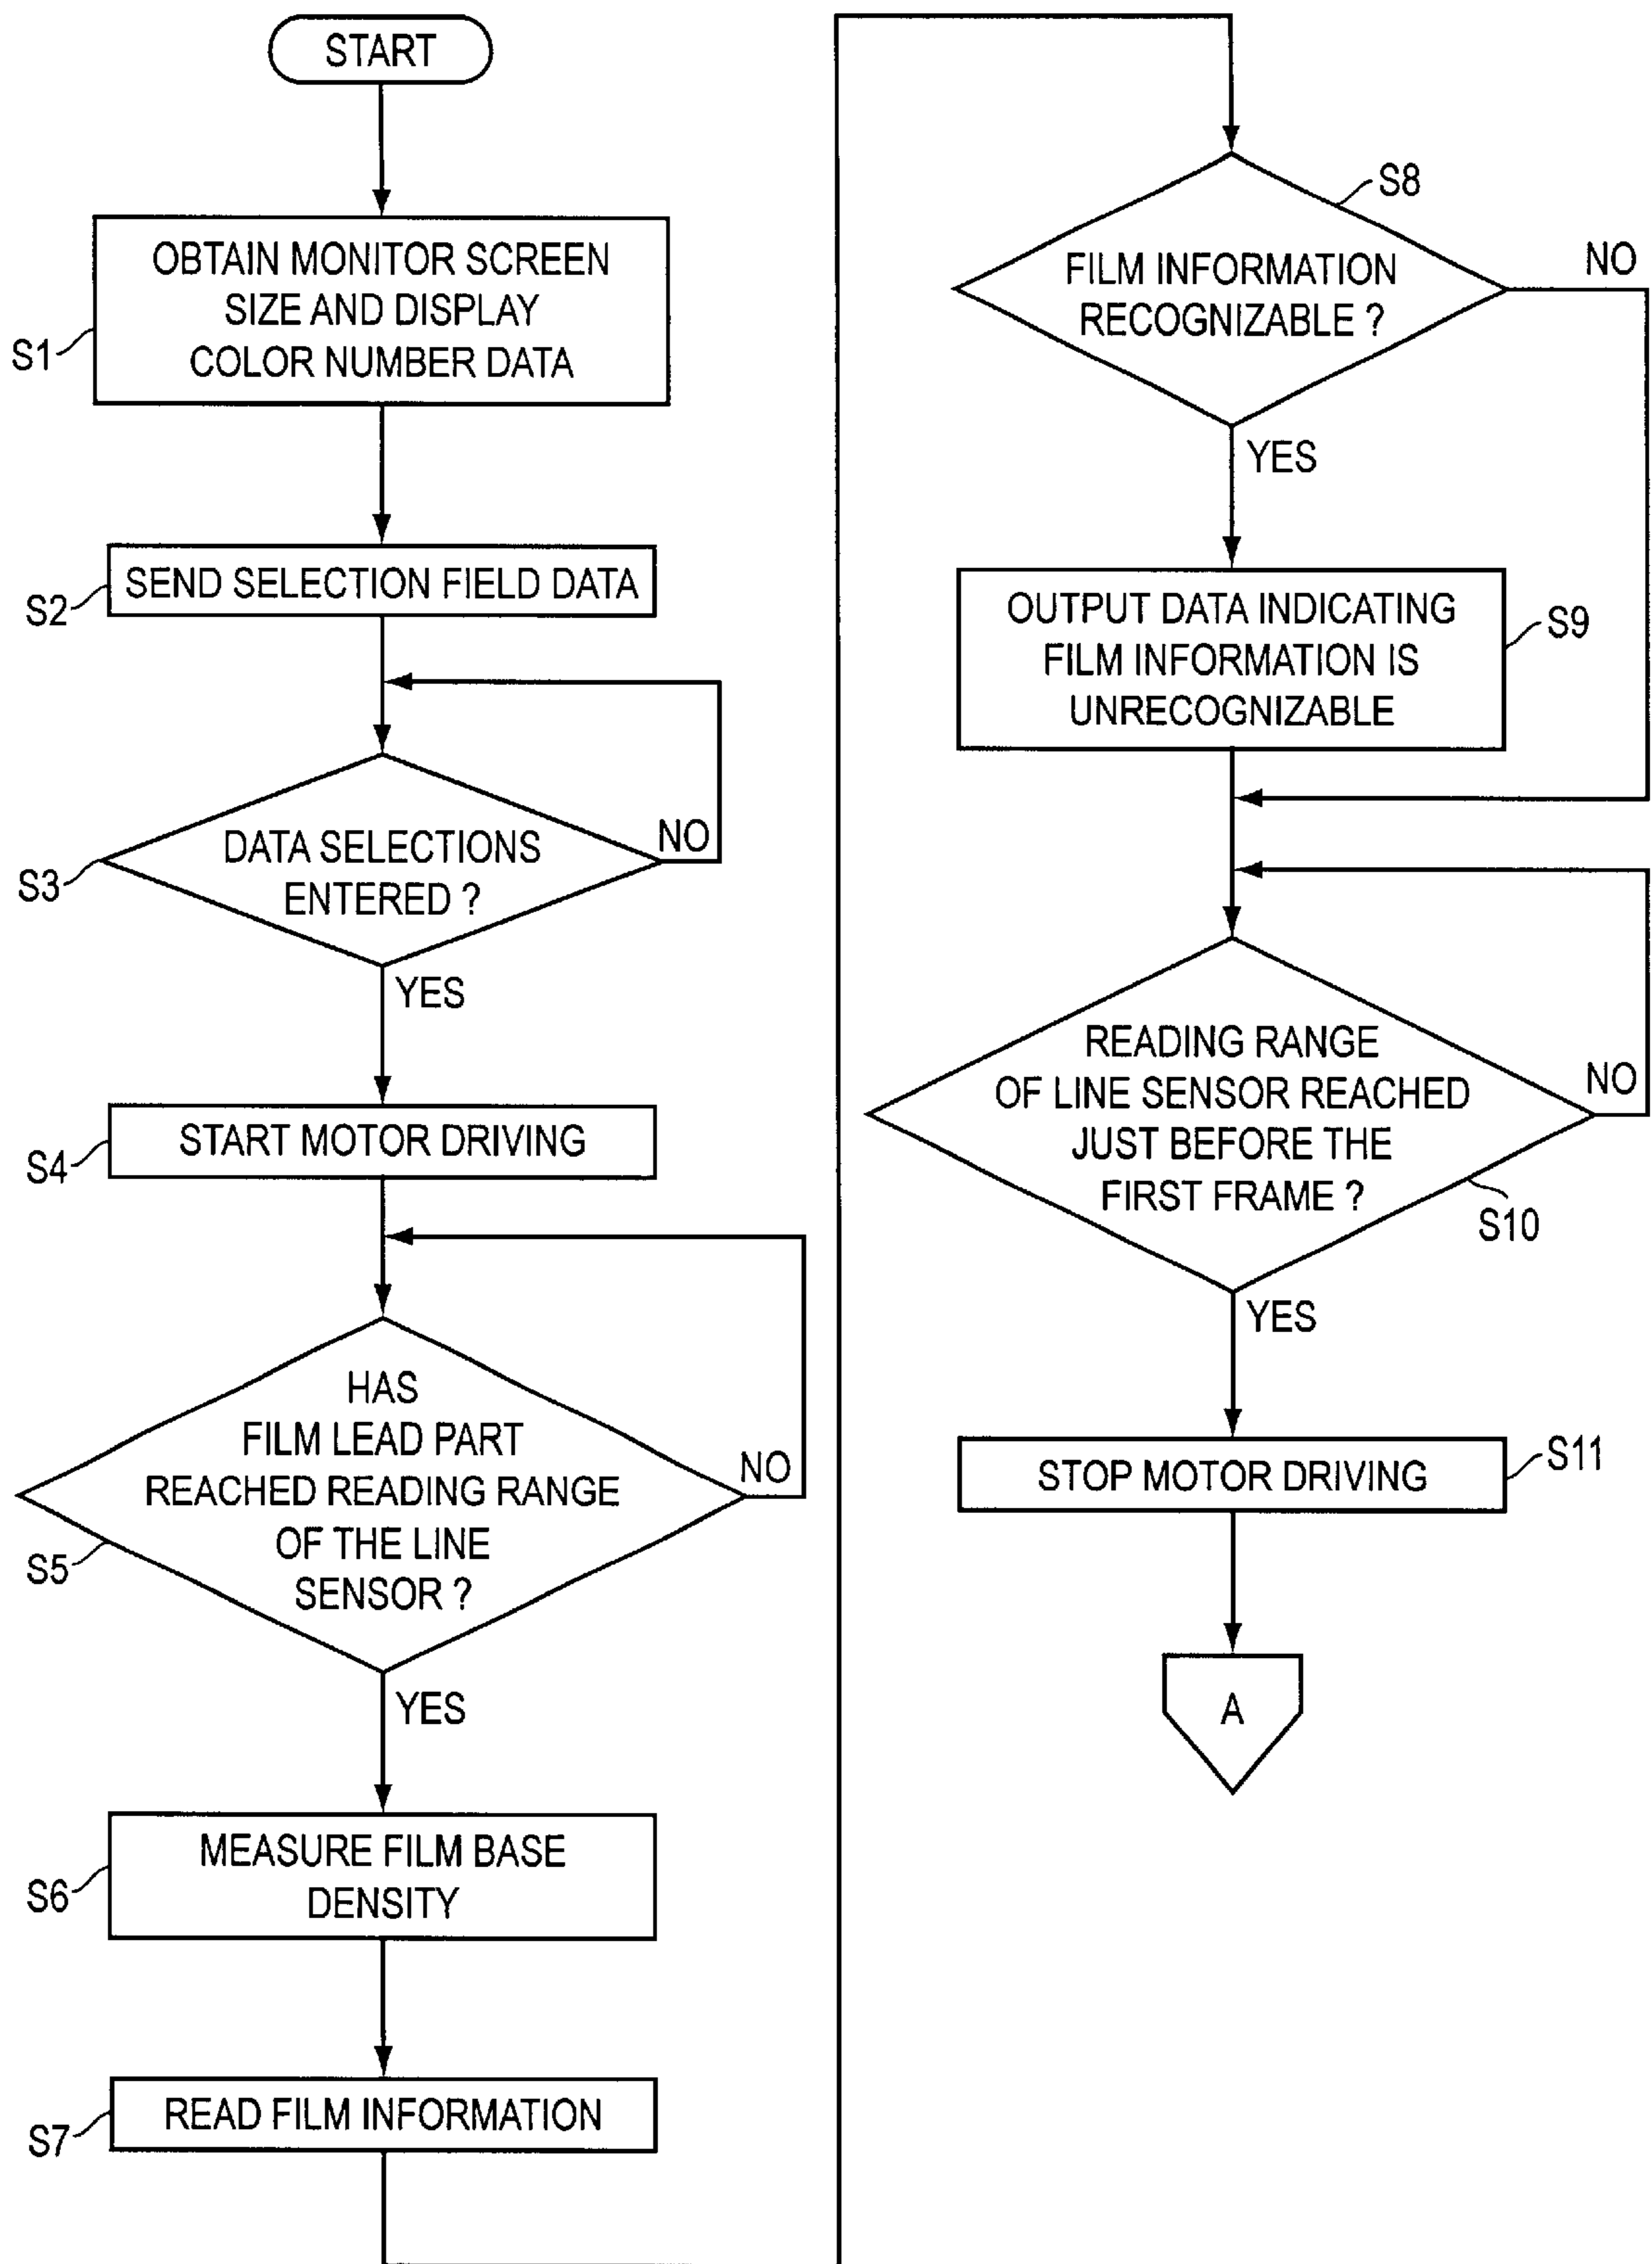 START
OBTAIN MONITOR SCREEN
SIZE AND DISPLAY
COLOR NUMBER DATA
S1
SEND SELECTION FIELD DATA
S2
DATA SELECTIONS
ENTERED ?
NO
S3
YES
START MOTOR DRIVING
S4
HAS
FILM LEAD PART
REACHED READING RANGE
OF THE LINE
SENSOR ?
NO
S5
YES
MEASURE FILM BASE
DENSITY
S6
READ FILM INFORMATION
S7
S8
FILM INFORMATION
RECOGNIZABLE ?
NO
YES
OUTPUT DATA INDICATING
FILM INFORMATION IS
UNRECOGNIZABLE
S9
READING RANGE
OF LINE SENSOR REACHED
JUST BEFORE THE
FIRST FRAME ?
NO
S10
YES
STOP MOTOR DRIVING
S11
A